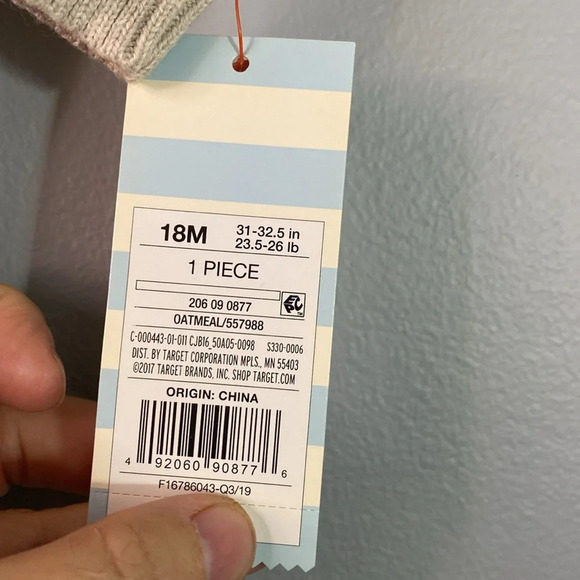 18M 31-32.5 in
23.5-26 lb
1 PIECE
206 09 0877
OATMEAL/557988
C-000443-01-011 CJB16_50A05-0098 S330-0006
DIST. BY TARGET CORPORATION MPLS., MN 55403
©2017 TARGET BRANDS, INC. SHOP TARGET.COM
ORIGIN: CHINA
4 92060 90877 6
F16786043-Q3/19